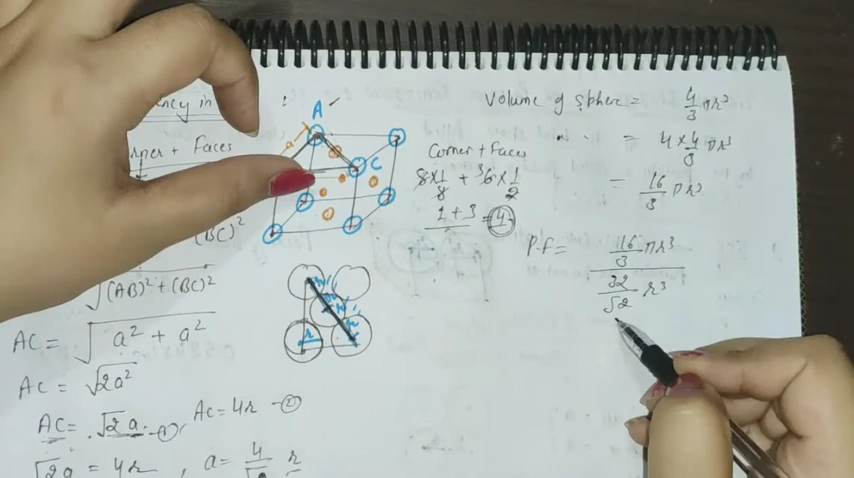 ency in
rner + Faces
(BC)²
√(AB)² + (BC)²
AC = √a² + a²
AC = √2a²
AC = √2 a —①, AC = 4r —②
√2a = 4r , a = 4/√2 r
A
C
Corner + Faces
8×1/8 + 6×1/2
1 + 3 = 4
r
Volume of sphere = 4/3 πr³
= 4×4/3 πr³
= 16/3 πr³
P.f = 16/3 πr³
32/√2 r³